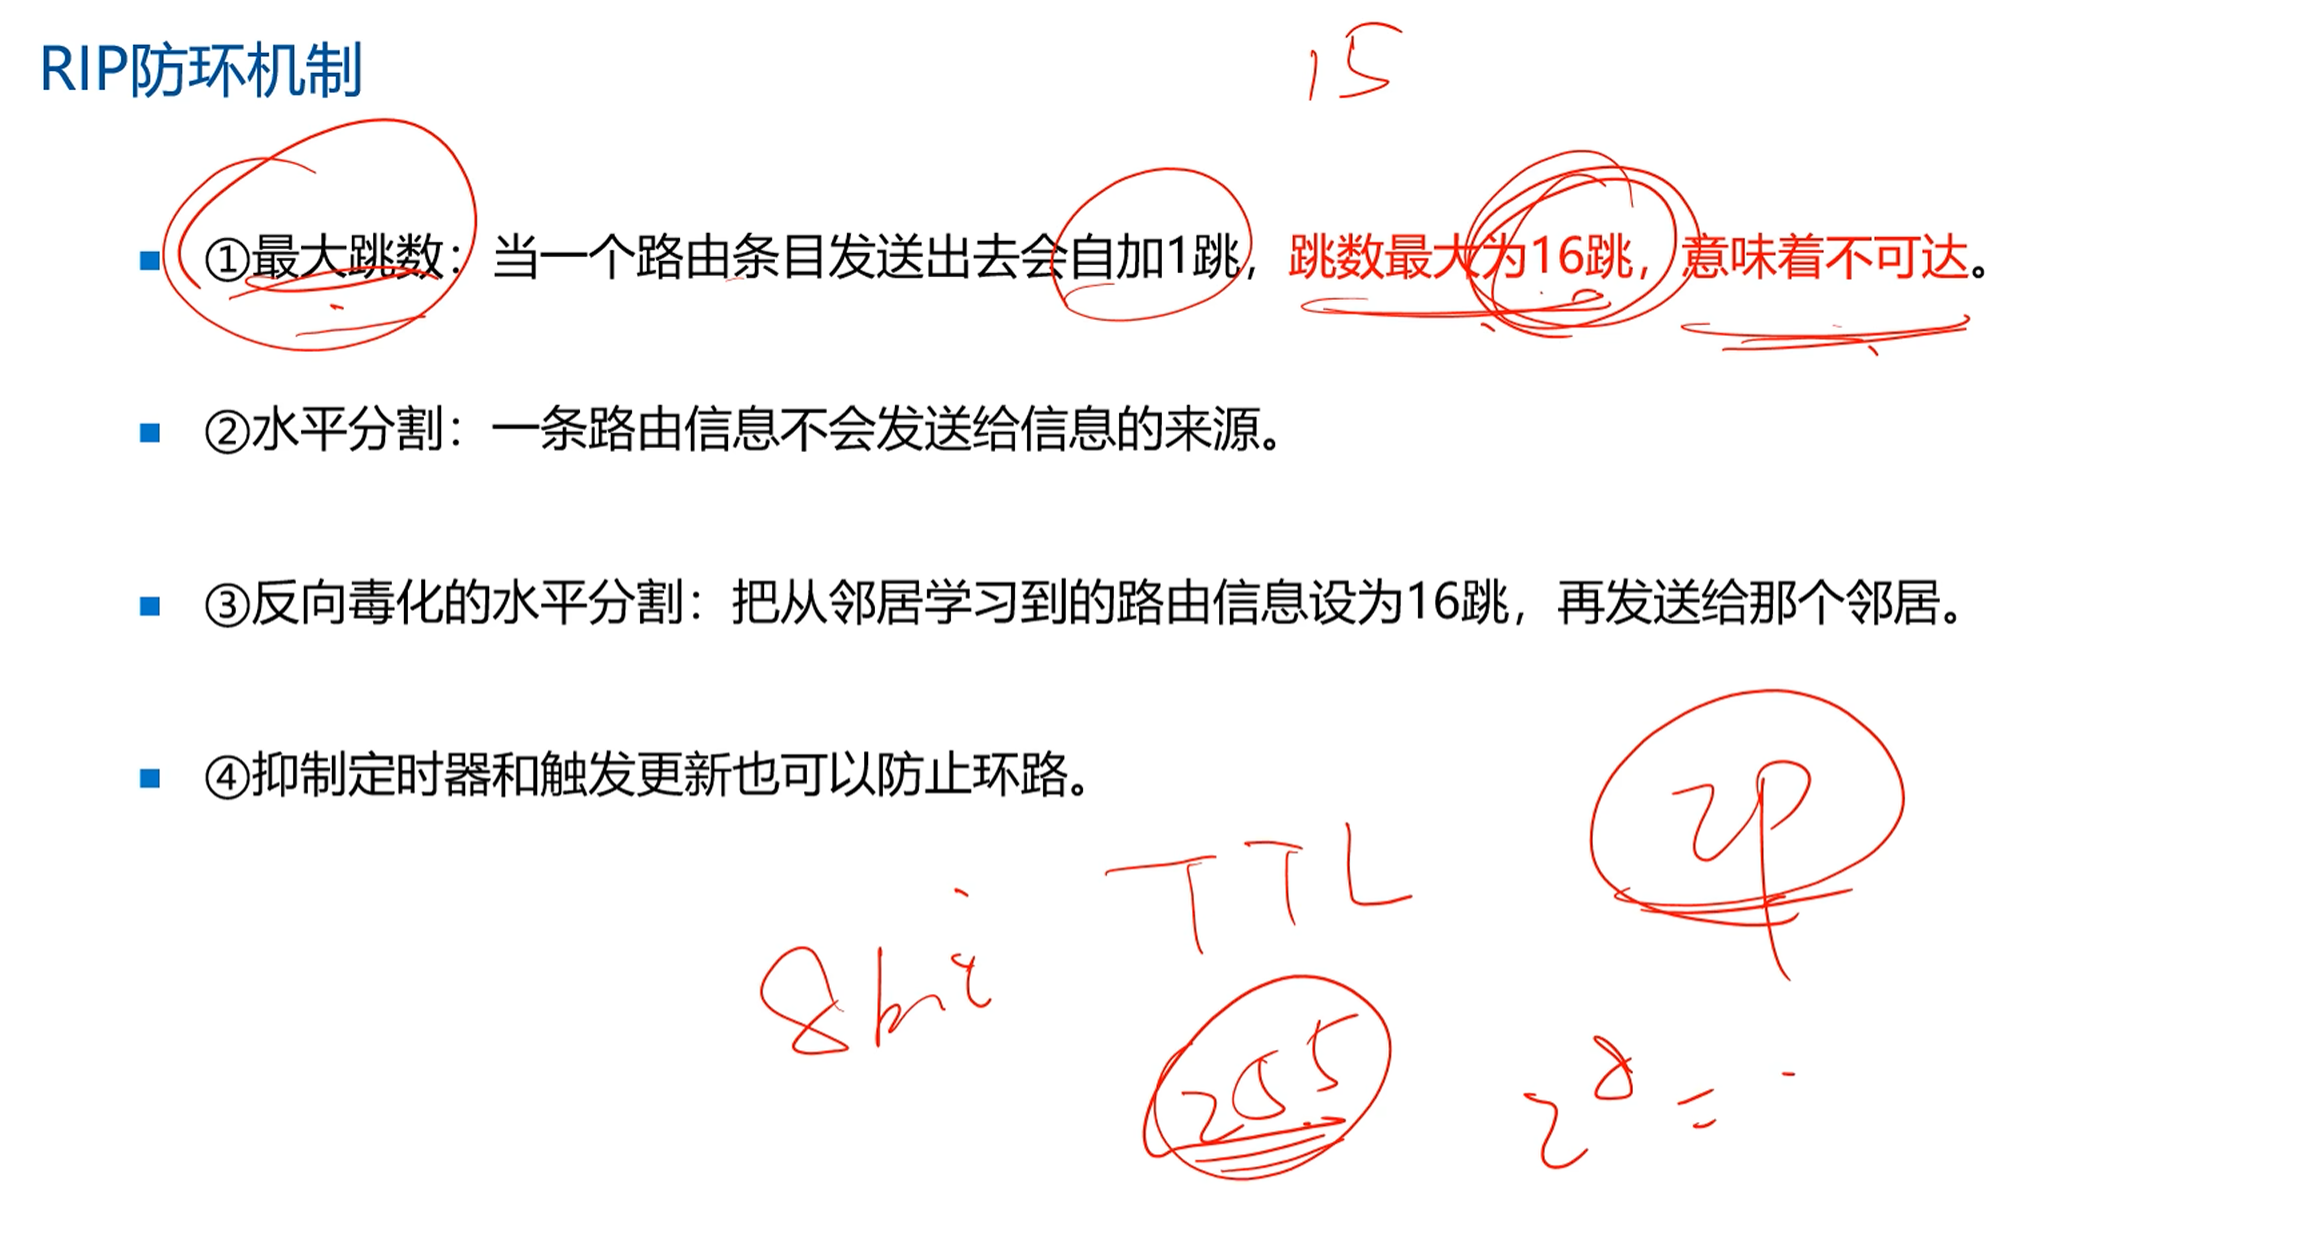 RIP防环机制
15
①最大跳数：当一个路由条目发送出去会自加1跳，跳数最大为16跳，意味着不可达。
②水平分割：一条路由信息不会发送给信息的来源。
③反向毒化的水平分割：把从邻居学习到的路由信息设为16跳，再发送给那个邻居。
④抑制定时器和触发更新也可以防止环路。
TTL
8bit
255
2⁸ =